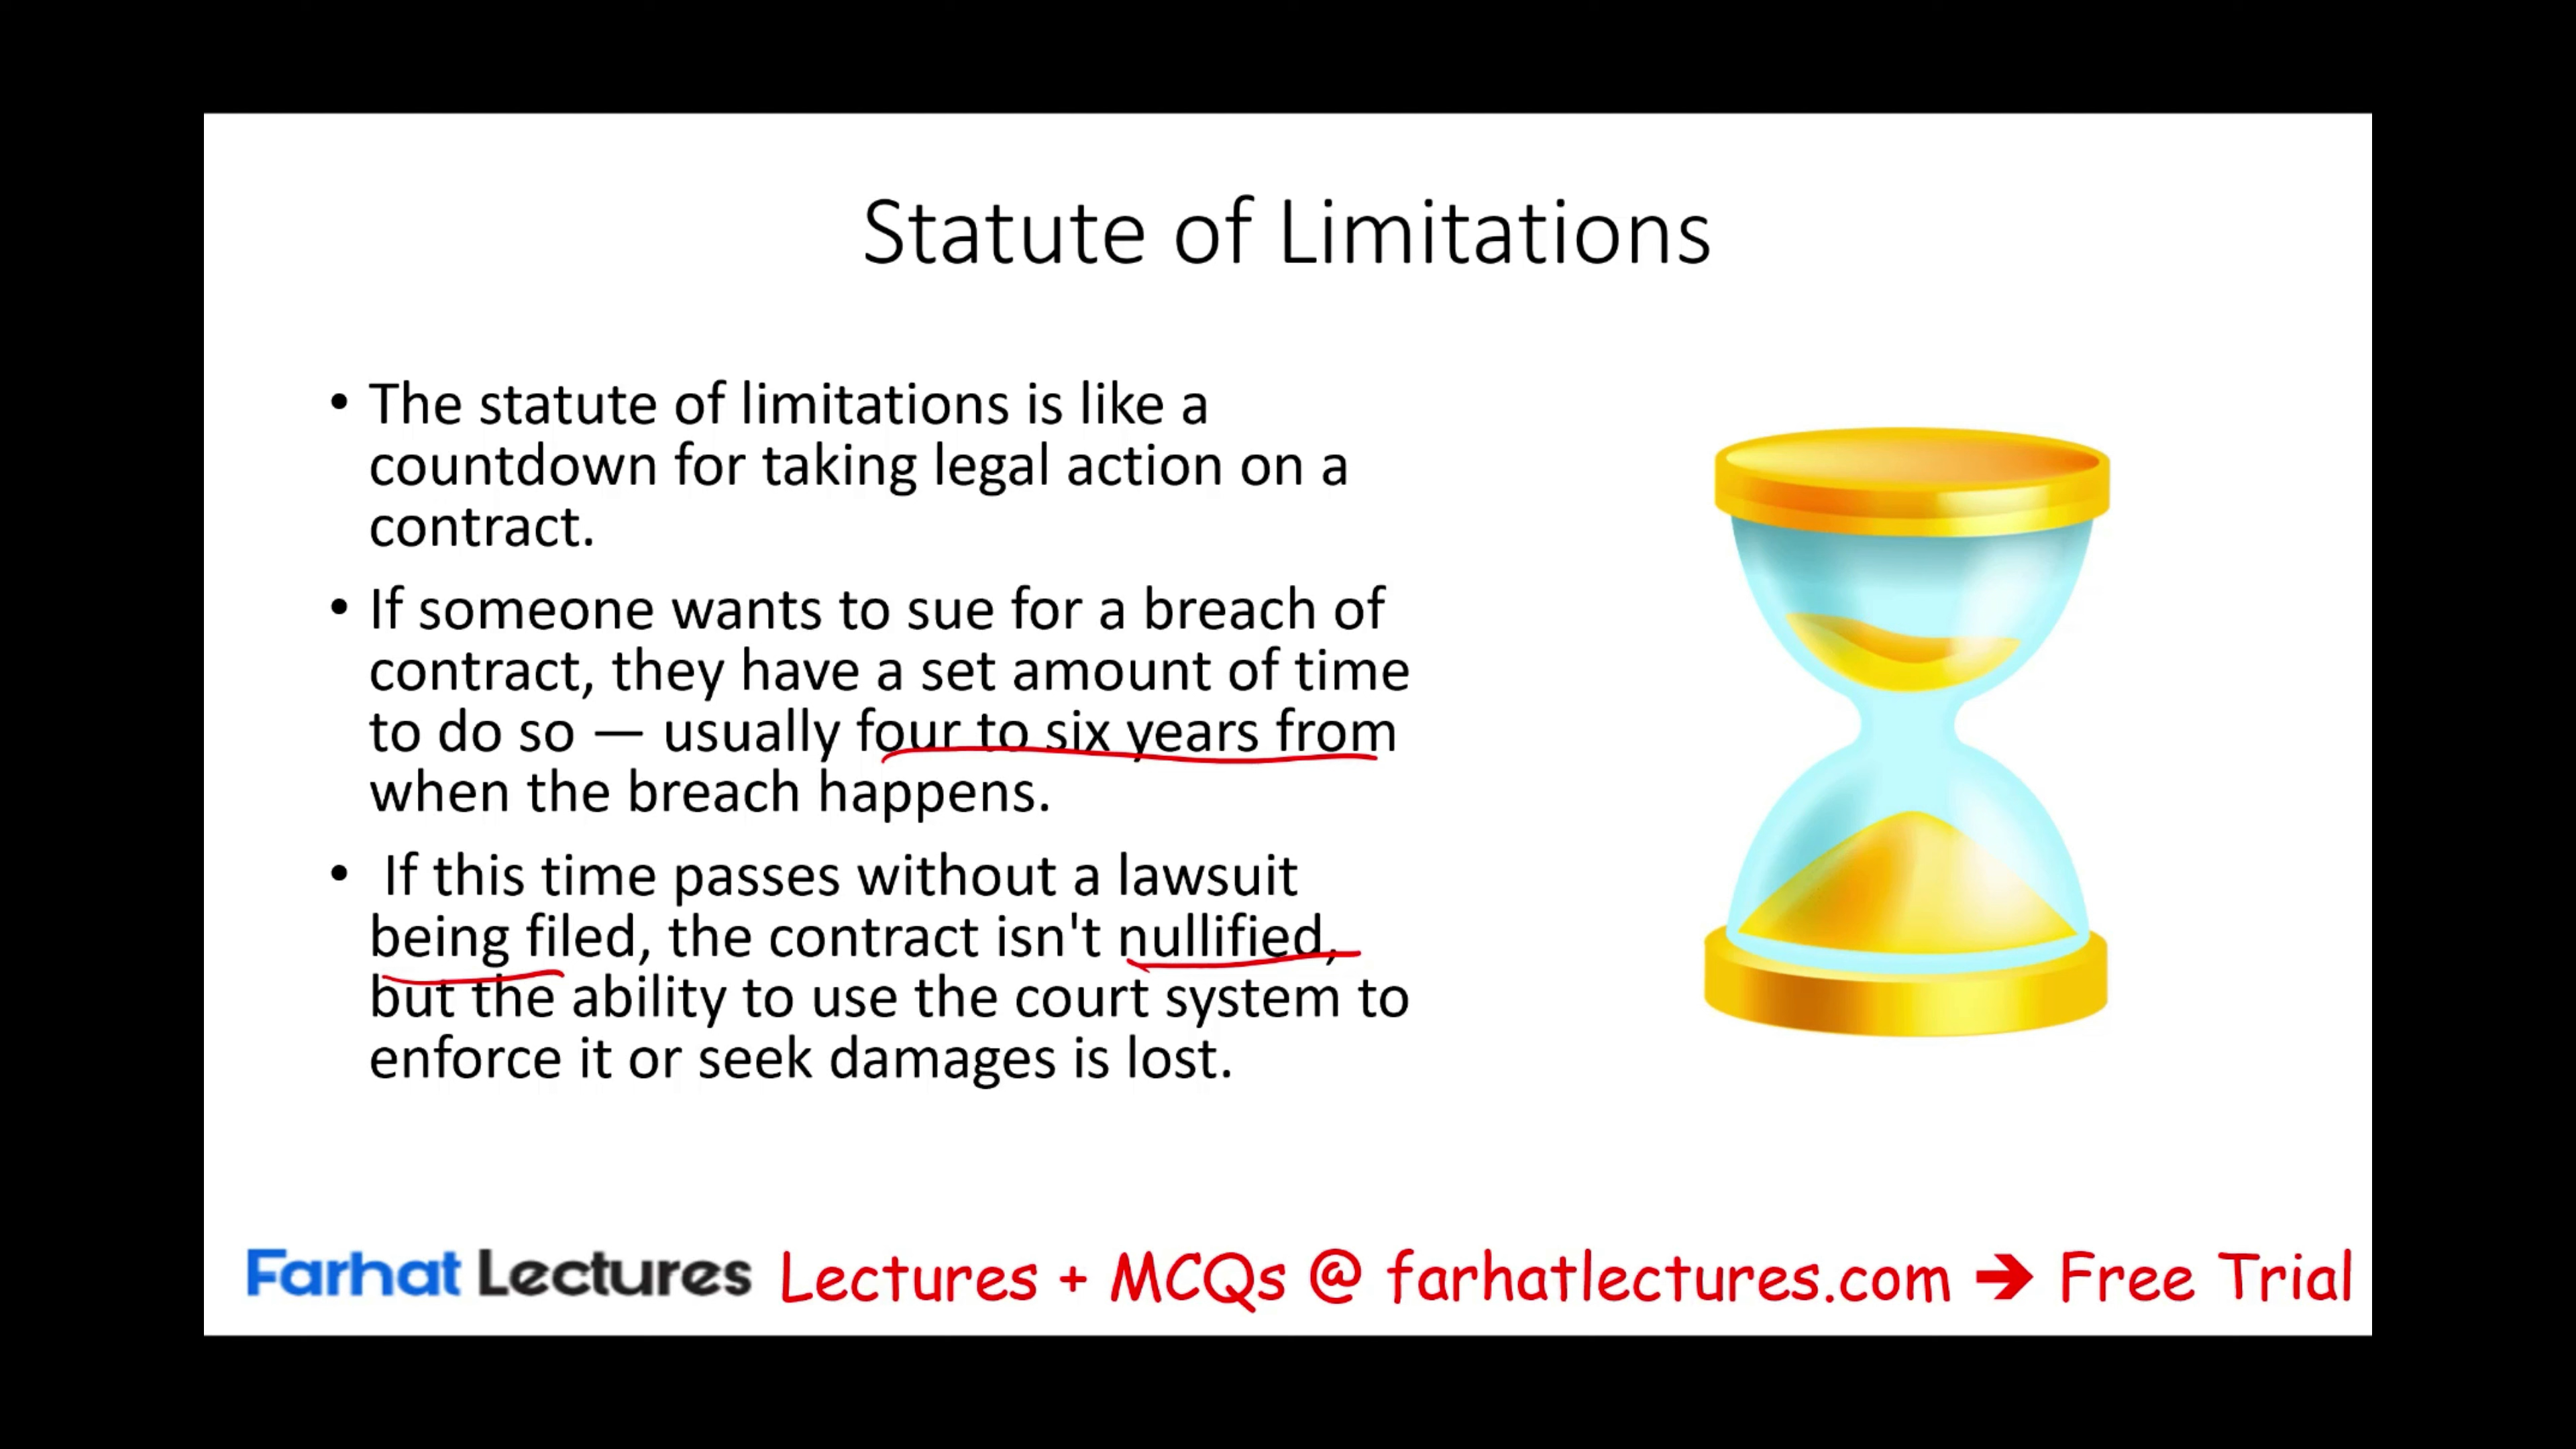 Statute of Limitations
• The statute of limitations is like a
countdown for taking legal action on a
contract.
• If someone wants to sue for a breach of
contract, they have a set amount of time
to do so — usually four to six years from
when the breach happens.
• If this time passes without a lawsuit
being filed, the contract isn't nullified,
but the ability to use the court system to
enforce it or seek damages is lost.
Farhat Lectures Lectures + MCQs @ farhatlectures.com ➔ Free Trial